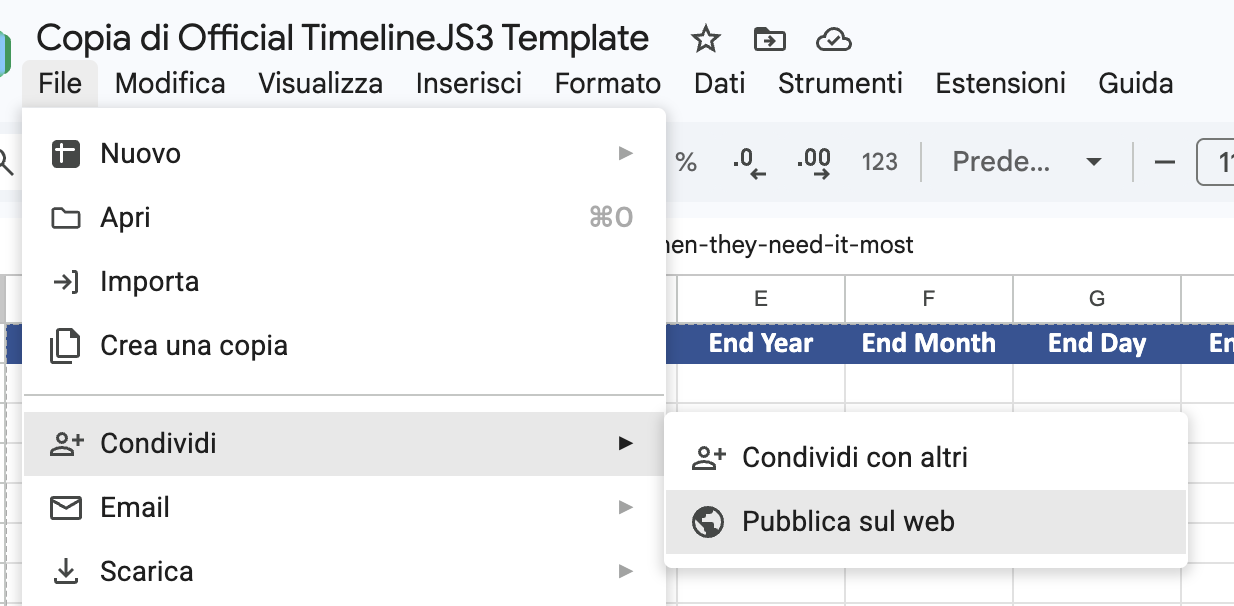 Copia di Official TimelineJS3 Template
File Modifica Visualizza Inserisci Formato Dati Strumenti Estensioni Guida
% .0 .00 123 Prede...
Nuovo
Apri ⌘O
Importa
Crea una copia
Condividi
Email
Scarica
-they-need-it-most
E F G
End Year End Month End Day
Condividi con altri
Pubblica sul web